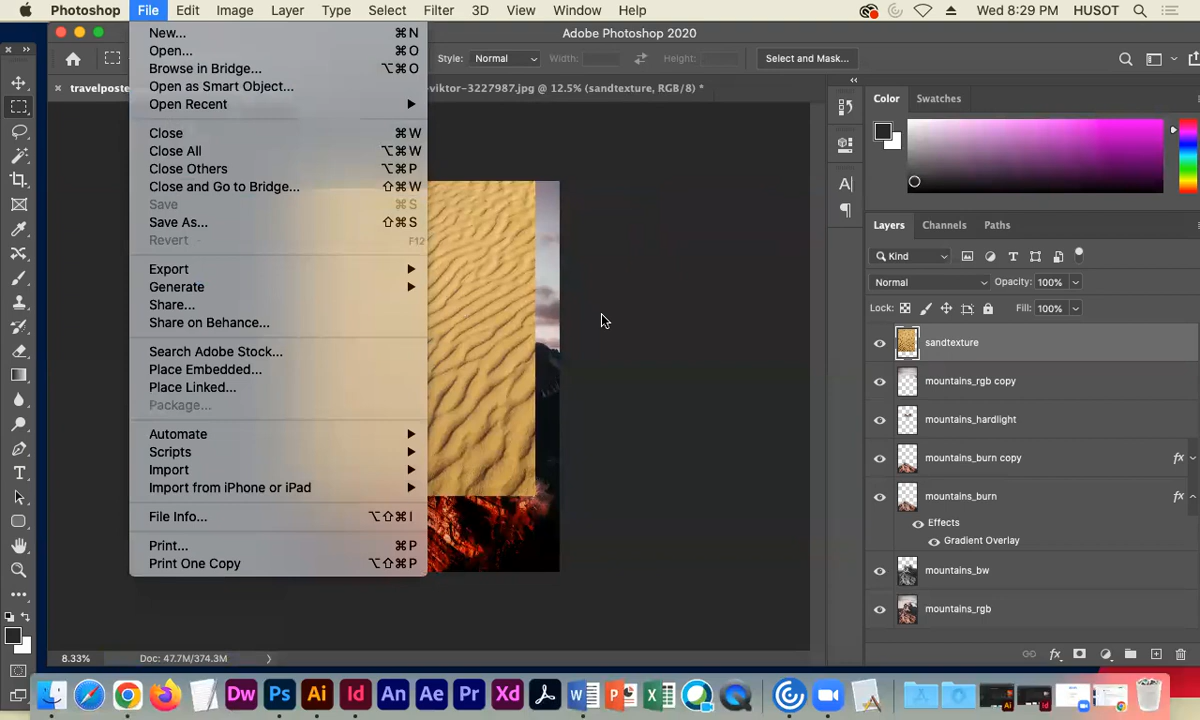 Photoshop File Edit Image Layer Type Select Filter 3D View Window Help Wed 8:29 PM HUSOT
Adobe Photoshop 2020
Style: Normal Width: Height: Select and Mask...
travelposte -viktor-3227987.jpg @ 12.5% (sandtexture, RGB/8) *
New... ⌘N
Open... ⌘O
Browse in Bridge... ⌥⌘O
Open as Smart Object...
Open Recent
Close ⌘W
Close All ⌥⌘W
Close Others ⌥⌘P
Close and Go to Bridge... ⇧⌘W
Save ⌘S
Save As... ⇧⌘S
Revert F12
Export
Generate
Share...
Share on Behance...
Search Adobe Stock...
Place Embedded...
Place Linked...
Package...
Automate
Scripts
Import
Import from iPhone or iPad
File Info... ⌥⇧⌘I
Print... ⌘P
Print One Copy ⌥⇧⌘P
Color Swatches
Layers Channels Paths
Kind
Normal Opacity: 100%
Lock: Fill: 100%
sandtexture
mountains_rgb copy
mountains_hardlight
mountains_burn copy fx
mountains_burn fx
Effects
Gradient Overlay
mountains_bw
mountains_rgb
fx
8.33% Doc: 47.7M/374.3M
Dw Ps Ai Id An Ae Pr Xd